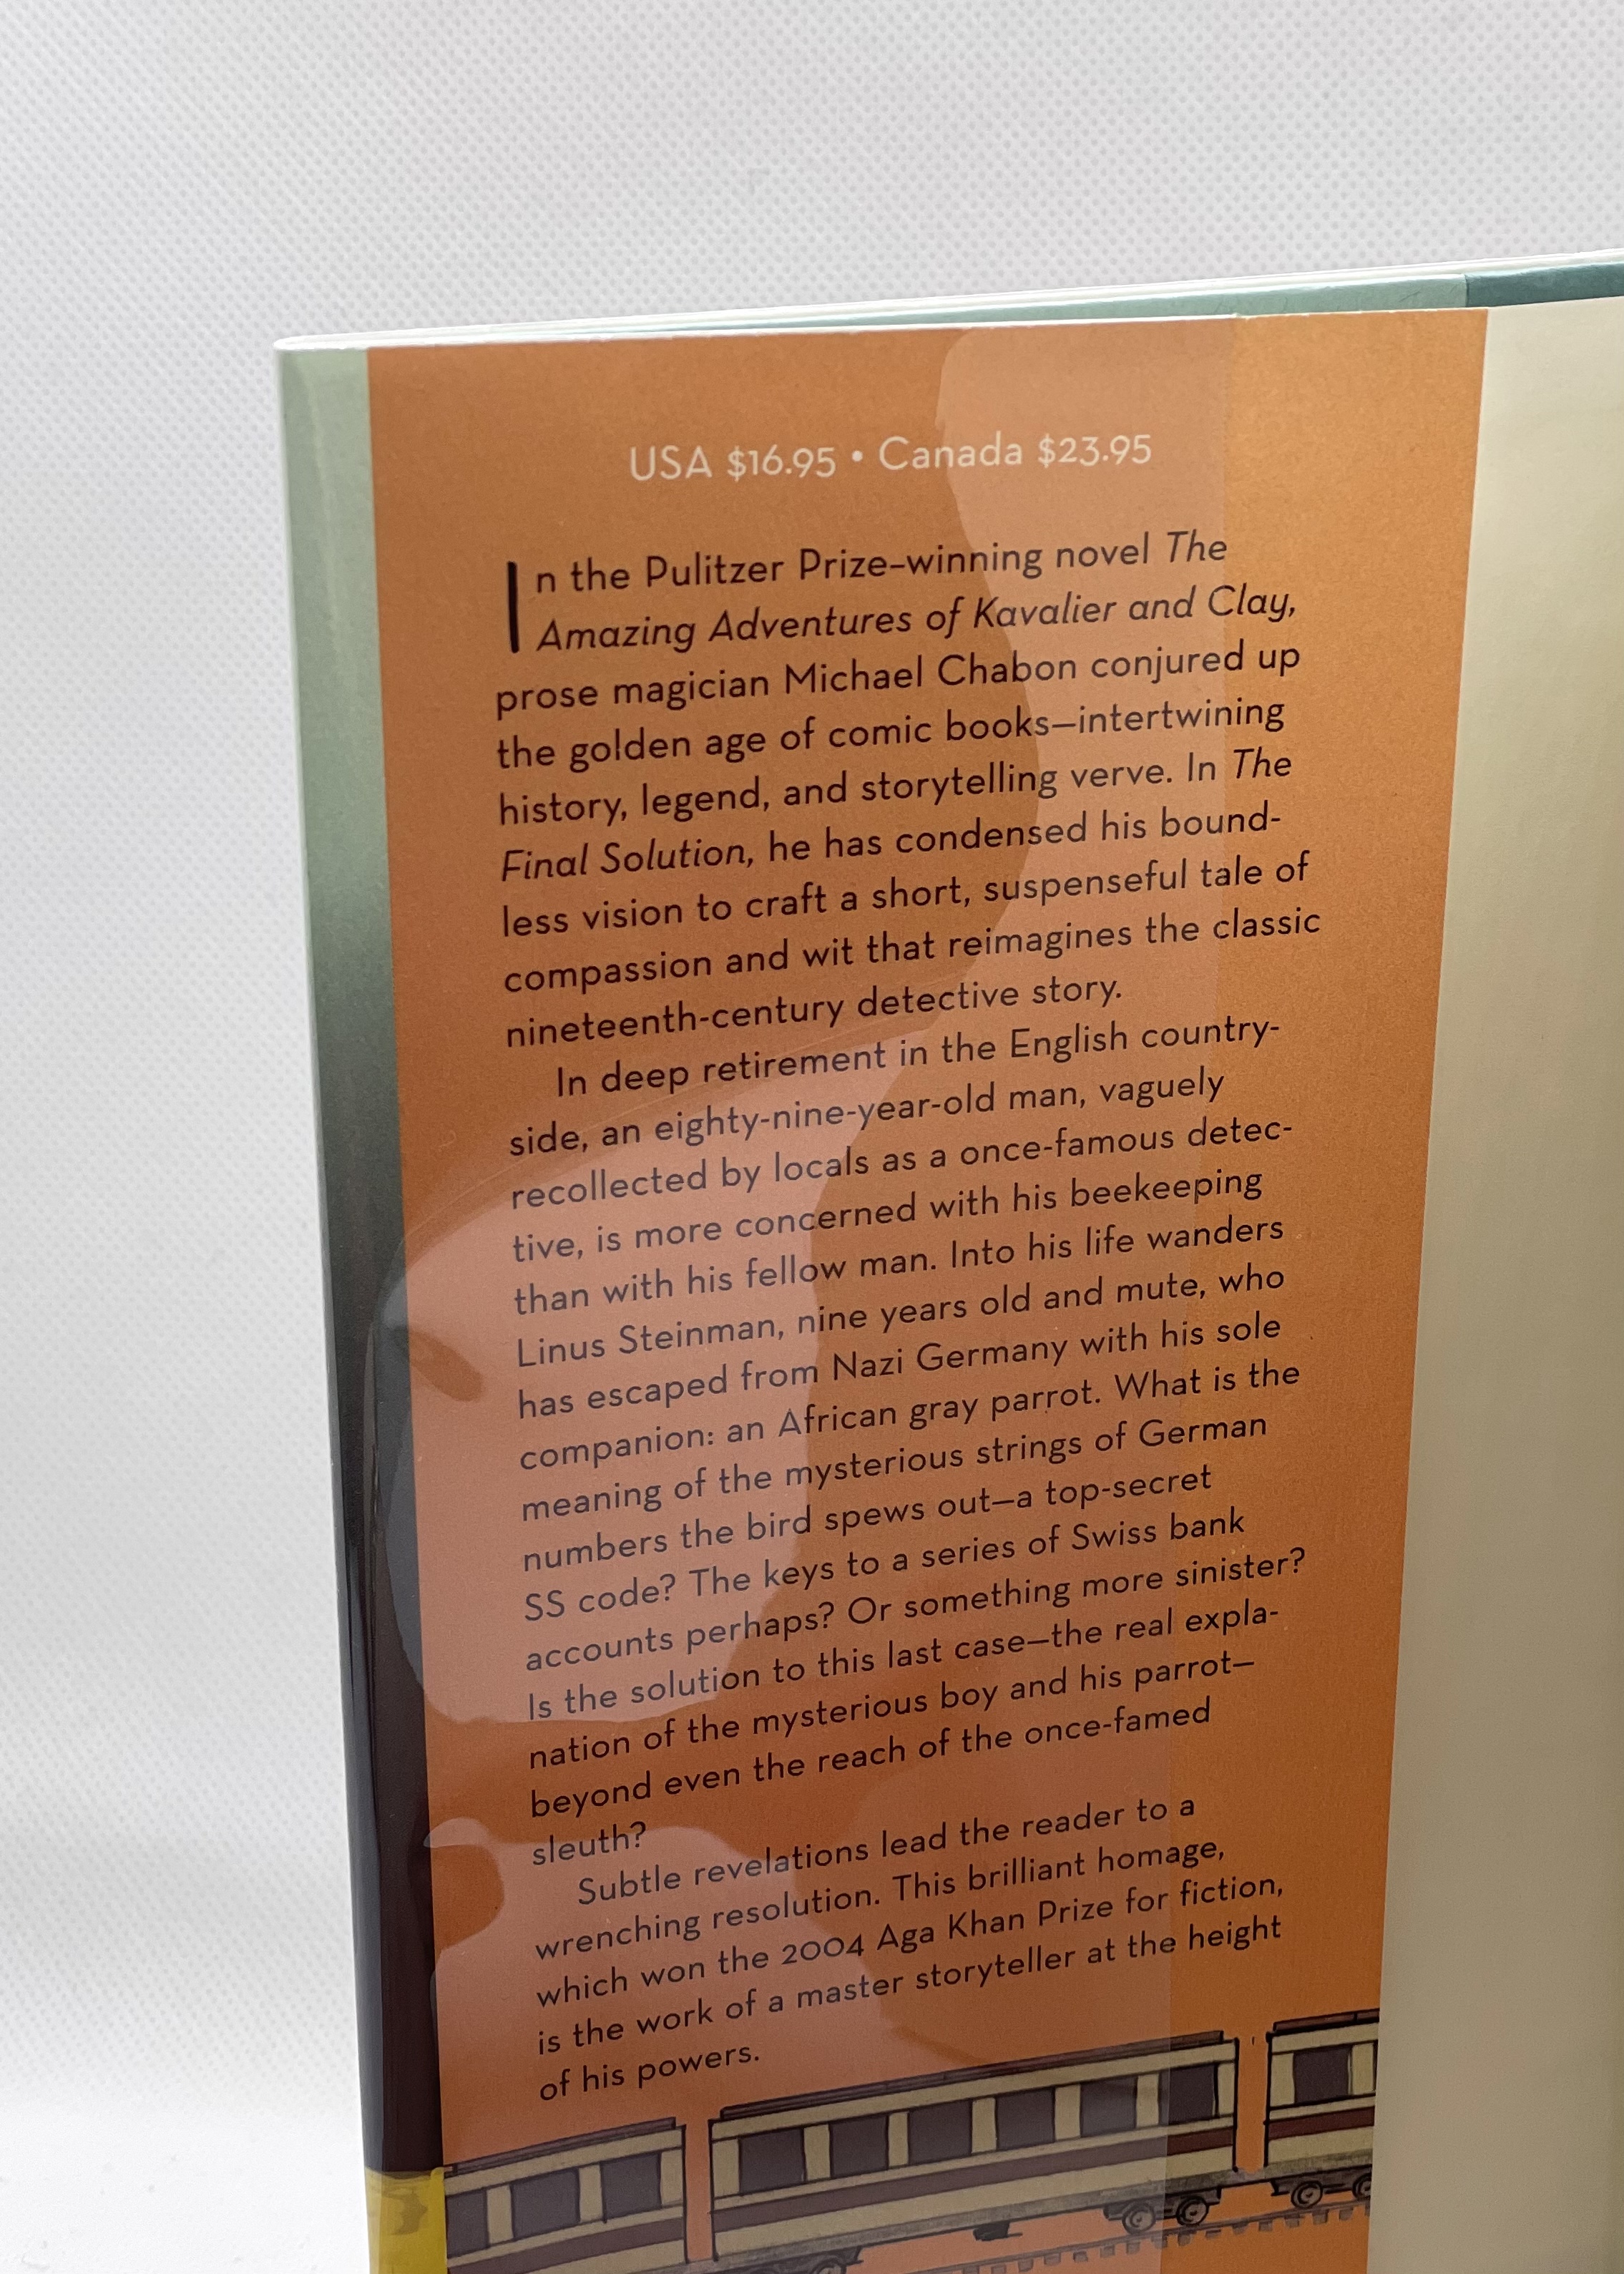 USA $16.95 • Canada $23.95
In the Pulitzer Prize–winning novel The
Amazing Adventures of Kavalier and Clay,
prose magician Michael Chabon conjured up
the golden age of comic books—intertwining
history, legend, and storytelling verve. In The
Final Solution, he has condensed his bound-
less vision to craft a short, suspenseful tale of
compassion and wit that reimagines the classic
nineteenth-century detective story.
In deep retirement in the English country-
side, an eighty-nine-year-old man, vaguely
recollected by locals as a once-famous detec-
tive, is more concerned with his beekeeping
than with his fellow man. Into his life wanders
Linus Steinman, nine years old and mute, who
has escaped from Nazi Germany with his sole
companion: an African gray parrot. What is the
meaning of the mysterious strings of German
numbers the bird spews out—a top-secret
SS code? The keys to a series of Swiss bank
accounts perhaps? Or something more sinister?
Is the solution to this last case—the real expla-
nation of the mysterious boy and his parrot—
beyond even the reach of the once-famed
sleuth?
Subtle revelations lead the reader to a
wrenching resolution. This brilliant homage,
which won the 2004 Aga Khan Prize for fiction,
is the work of a master storyteller at the height
of his powers.